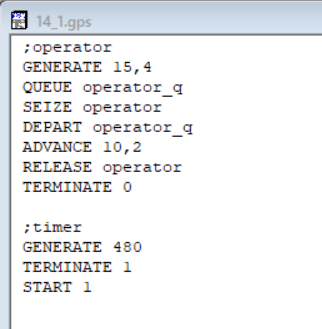 14_1.gps
;operator
GENERATE 15,4
QUEUE operator_q
SEIZE operator
DEPART operator_q
ADVANCE 10,2
RELEASE operator
TERMINATE 0
;timer
GENERATE 480
TERMINATE 1
START 1